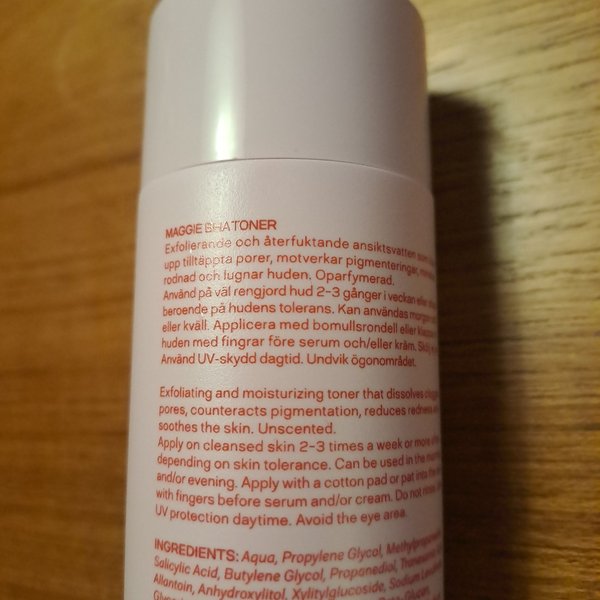 MAGGIE BHA TONER
Exfolierande och återfuktande ansiktsvatten som
upp tilltäppta porer, motverkar pigmenteringar,
rodnad och lugnar huden. Oparfymerad.
Använd på väl rengjord hud 2-3 gånger i veckan eller
beroende på hudens tolerans. Kan användas morgon
eller kväll. Applicera med bomullsrondell eller
huden med fingrar före serum och/eller kräm. Skölj
Använd UV-skydd dagtid. Undvik ögonområdet.
Exfoliating and moisturizing toner that dissolves
pores, counteracts pigmentation, reduces redness
soothes the skin. Unscented.
Apply on cleansed skin 2-3 times a week or more
depending on skin tolerance. Can be used in the
and/or evening. Apply with a cotton pad or pat into the
with fingers before serum and/or cream. Do not rinse.
UV protection daytime. Avoid the eye area.
INGREDIENTS: Aqua, Propylene Glycol,
Salicylic Acid, Butylene Glycol, Propanediol,
Allantoin, Anhydroxylitol, Xylitylglucoside, Sodium